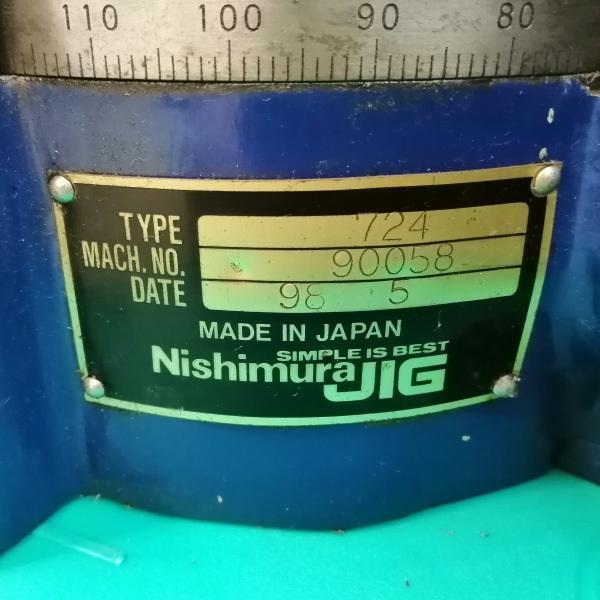 110 100 90 80
TYPE 724
MACH. NO. 90058
DATE 98 5
MADE IN JAPAN
SIMPLE IS BEST
Nishimura JIG